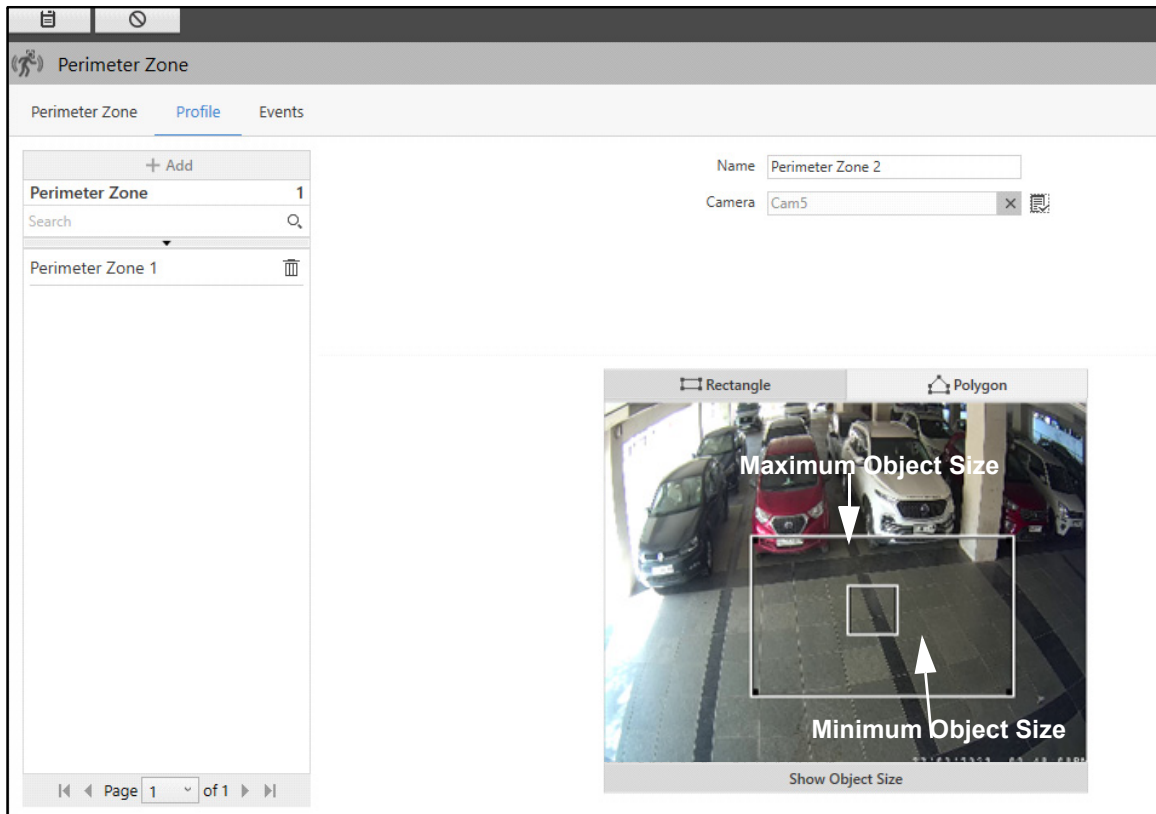 Perimeter Zone
Perimeter Zone Profile Events
+ Add
Perimeter Zone 1
Search
Perimeter Zone 1
Page 1 of 1
Name Perimeter Zone 2
Camera Cam5
Rectangle Polygon
Maximum Object Size
Minimum Object Size
Show Object Size